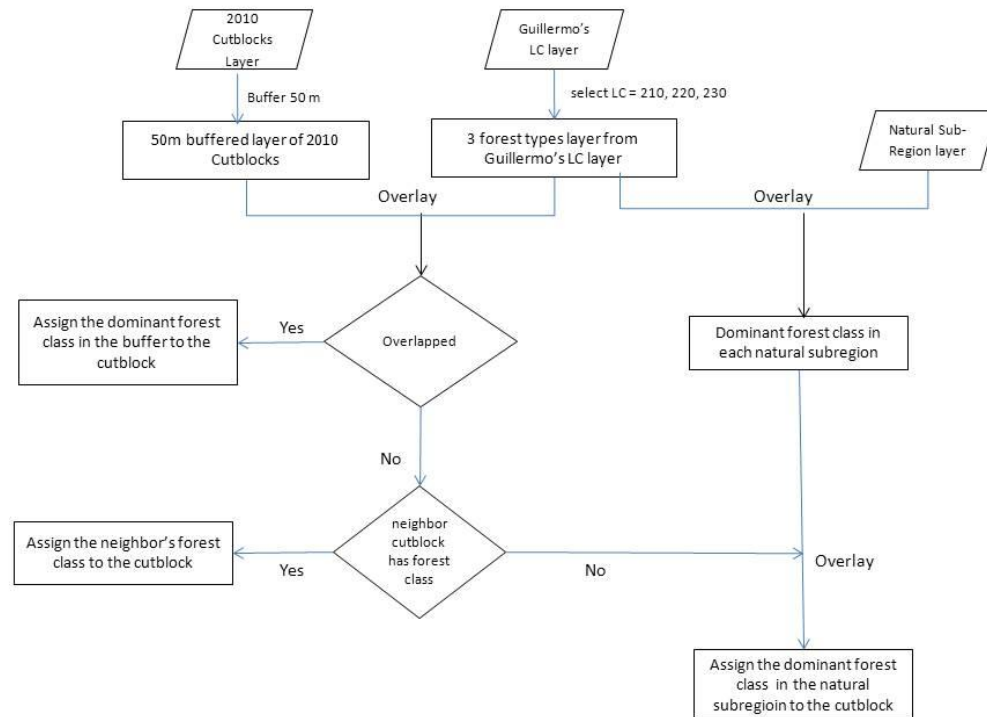 2010
Cutblocks
Layer
Guillermo's
LC layer
Buffer 50 m
select LC = 210, 220, 230
50m buffered layer of 2010
Cutblocks
3 forest types layer from
Guillermo's LC layer
Natural Sub-
Region layer
Overlay
Overlay
Assign the dominant forest
class in the buffer to the
cutblock
Yes
Overlapped
Dominant forest class in
each natural subregion
No
neighbor
cutblock
has forest
class
Assign the neighbor's forest
class to the cutblock
Yes
No
Overlay
Assign the dominant forest
class in the natural
subregioin to the cutblock